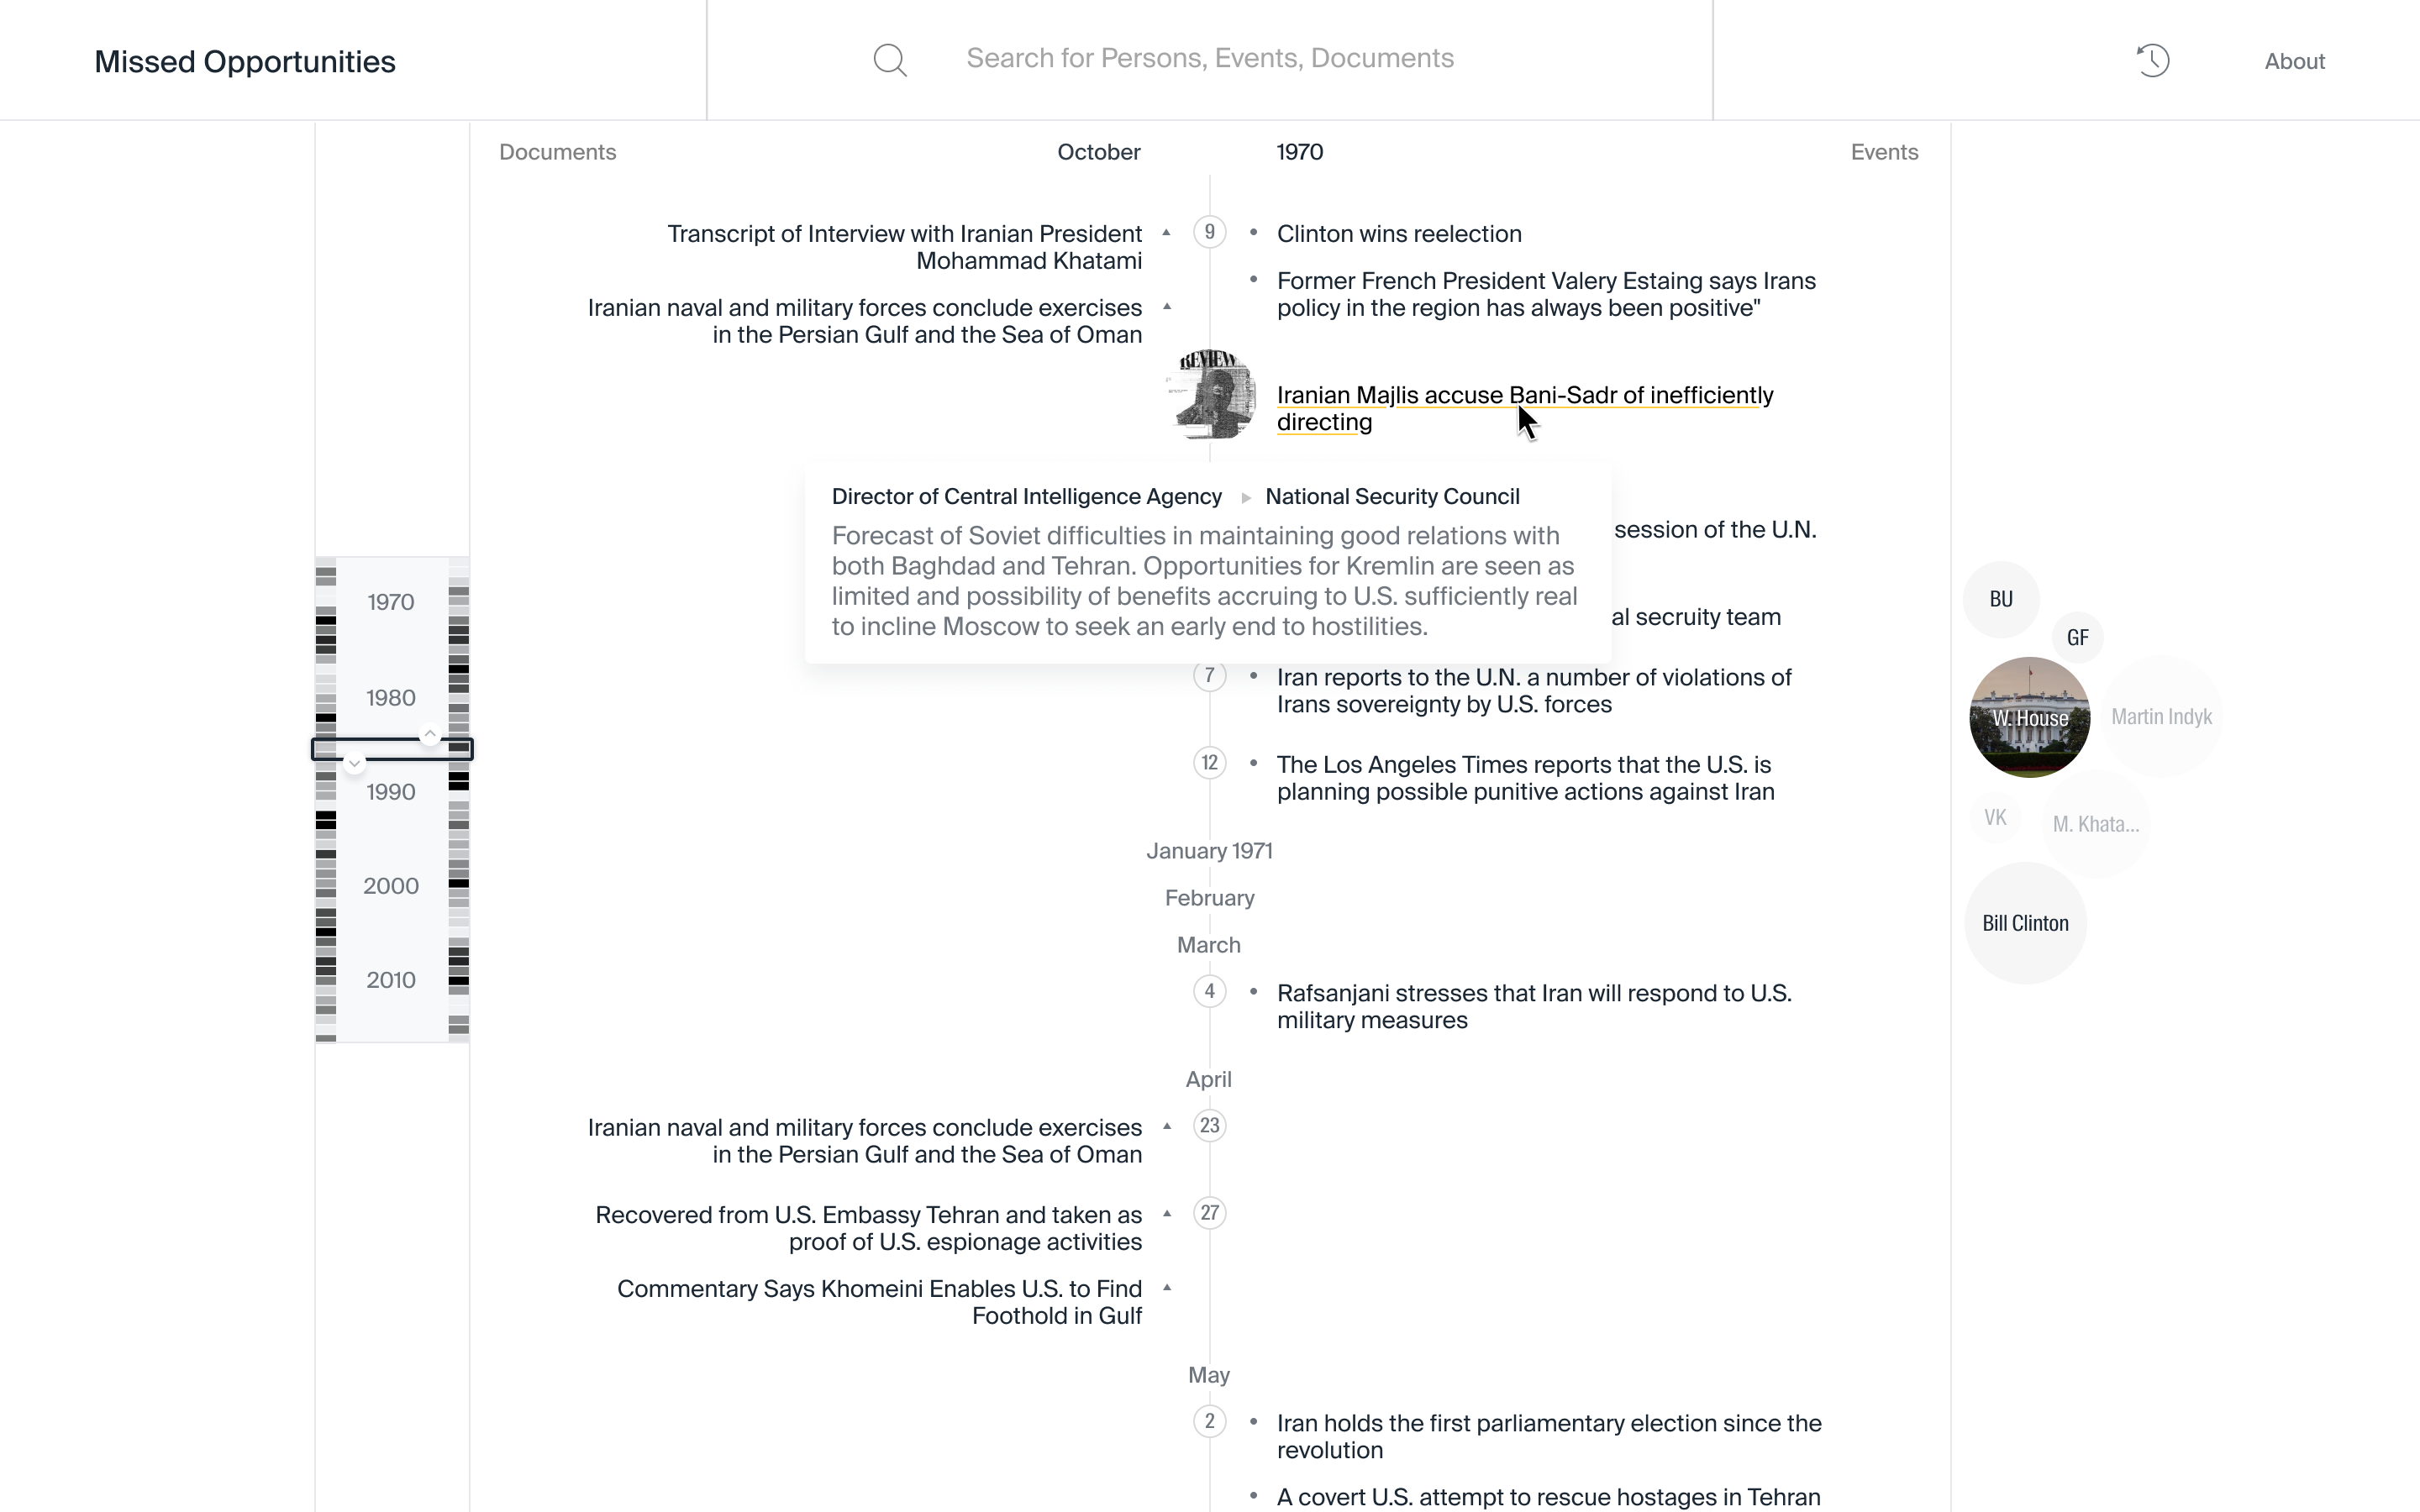 Missed Opportunities
Search for Persons, Events, Documents
About
Documents
October
1970
Events
Transcript of Interview with Iranian President
Mohammad Khatami
9
Clinton wins reelection
Former French President Valery Estaing says Irans
policy in the region has always been positive"
Iranian naval and military forces conclude exercises
in the Persian Gulf and the Sea of Oman
REVIEW
Iranian Majlis accuse Bani-Sadr of inefficiently
directing
Director of Central Intelligence Agency
National Security Council
Forecast of Soviet difficulties in maintaining good relations with
both Baghdad and Tehran. Opportunities for Kremlin are seen as
limited and possibility of benefits accruing to U.S. sufficiently real
to incline Moscow to seek an early end to hostilities.
session of the U.N.
al secruity team
7
Iran reports to the U.N. a number of violations of
Irans sovereignty by U.S. forces
12
The Los Angeles Times reports that the U.S. is
planning possible punitive actions against Iran
January 1971
February
March
4
Rafsanjani stresses that Iran will respond to U.S.
military measures
April
Iranian naval and military forces conclude exercises
in the Persian Gulf and the Sea of Oman
23
Recovered from U.S. Embassy Tehran and taken as
proof of U.S. espionage activities
27
Commentary Says Khomeini Enables U.S. to Find
Foothold in Gulf
May
2
Iran holds the first parliamentary election since the
revolution
A covert U.S. attempt to rescue hostages in Tehran
1970
1980
1990
2000
2010
BU
GF
W. House
Martin Indyk
VK
M. Khata...
Bill Clinton